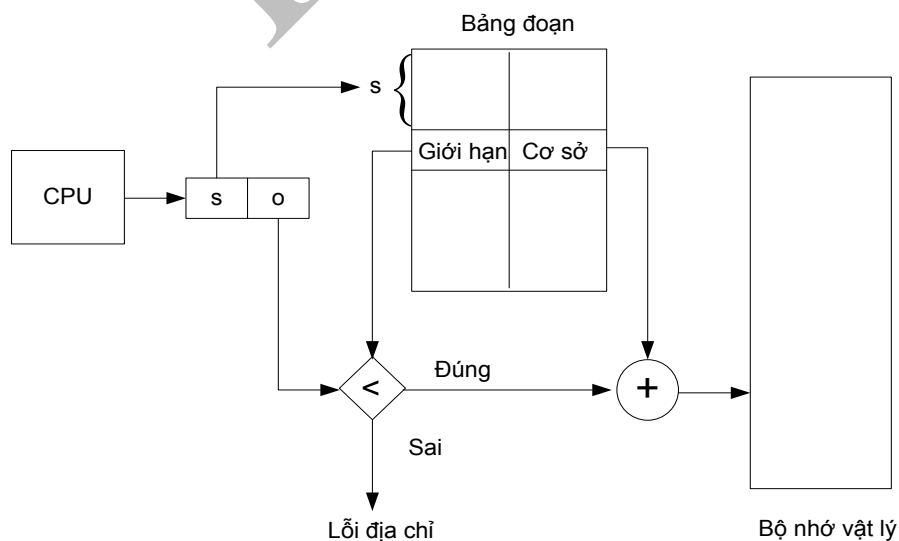 Bảng đoạn
s
Giới hạn Cơ sở
CPU
s o
<
Đúng
+
Sai
Lỗi địa chỉ
Bộ nhớ vật lý